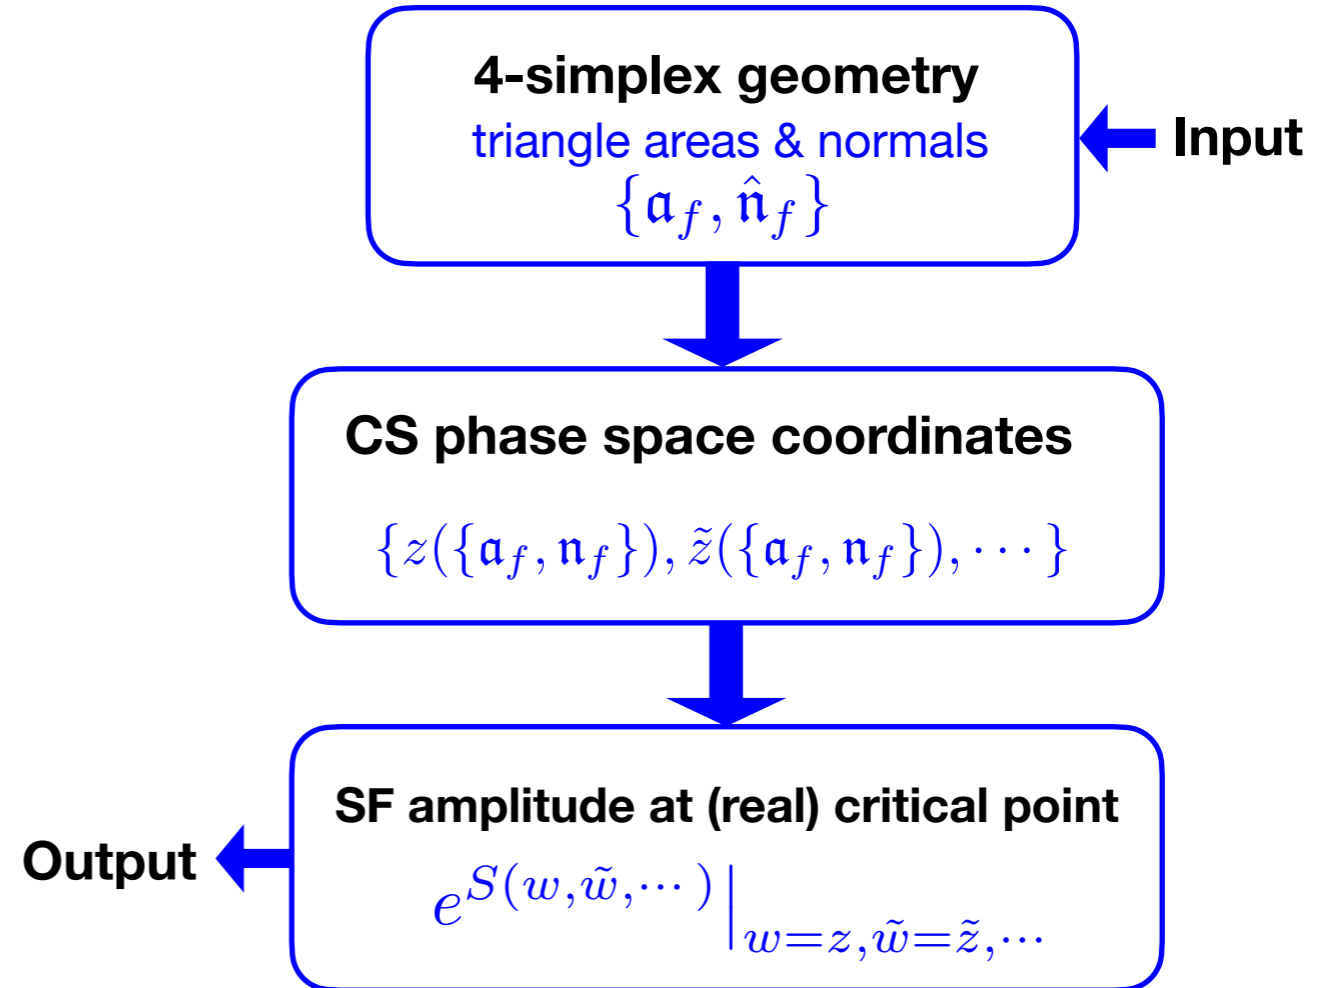 4-simplex geometry
triangle areas & normals
{𝔞_f, n̂_f}
Input
CS phase space coordinates
{z({𝔞_f, 𝔫_f}), z̃({𝔞_f, 𝔫_f}), ⋯}
SF amplitude at (real) critical point
Output
e^{S(w,w̃,⋯)}|_{w=z,w̃=z̃,⋯}